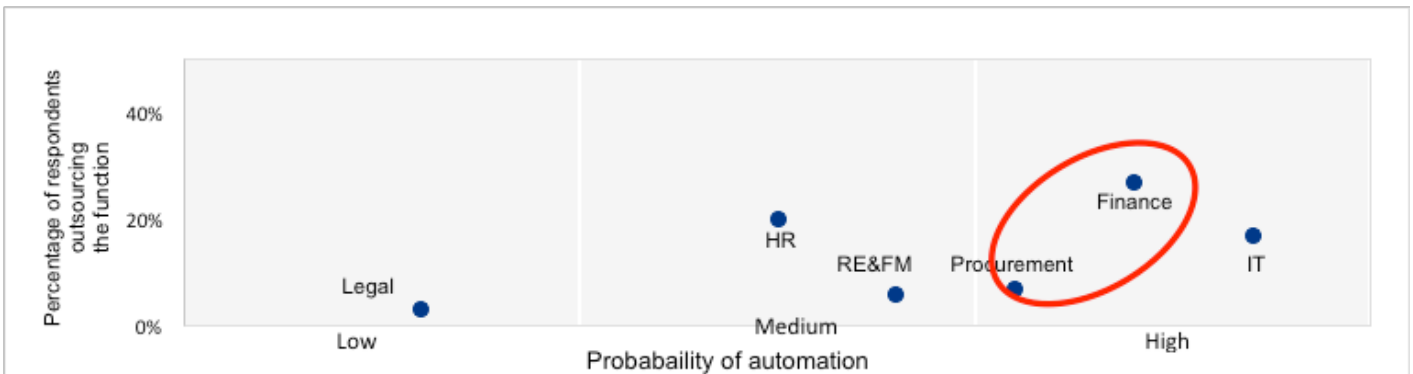 Percentage of respondents
outsourcing
the function
40%
20%
0%
Finance
HR
IT
RE&FM
Procurement
Legal
Low
Medium
High
Probabaility of automation